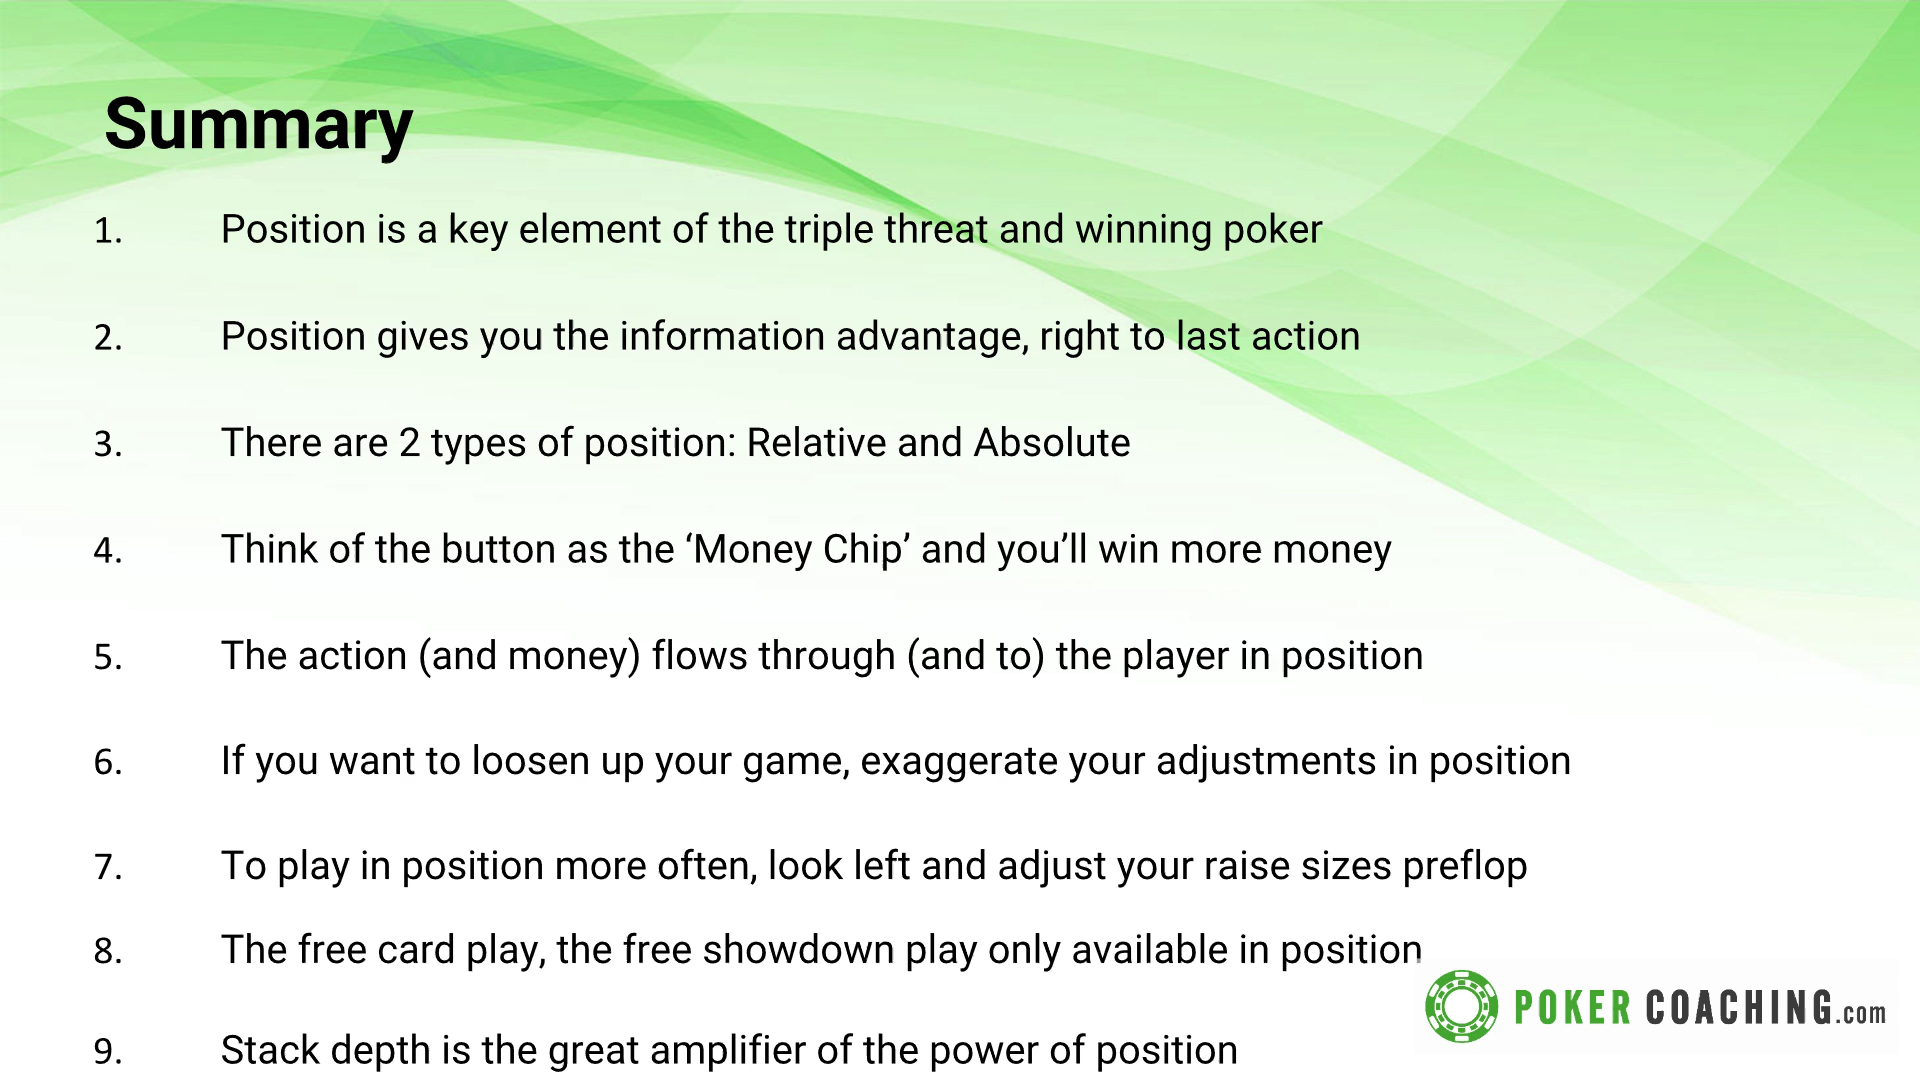 Summary
1. Position is a key element of the triple threat and winning poker
2. Position gives you the information advantage, right to last action
3. There are 2 types of position: Relative and Absolute
4. Think of the button as the ‘Money Chip’ and you’ll win more money
5. The action (and money) flows through (and to) the player in position
6. If you want to loosen up your game, exaggerate your adjustments in position
7. To play in position more often, look left and adjust your raise sizes preflop
8. The free card play, the free showdown play only available in position
POKER COACHING.com
9. Stack depth is the great amplifier of the power of position